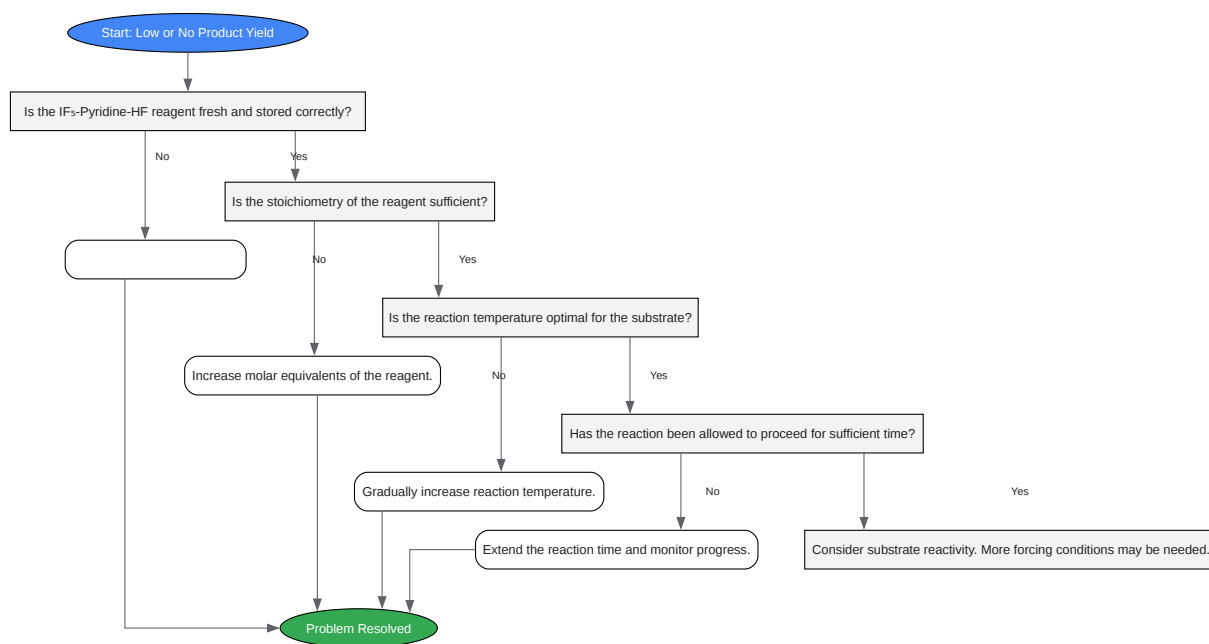 Start: Low or No Product Yield
Is the IF₅-Pyridine-HF reagent fresh and stored correctly?
No
Yes
Is the stoichiometry of the reagent sufficient?
No
Yes
Is the reaction temperature optimal for the substrate?
Increase molar equivalents of the reagent.
No
Yes
Has the reaction been allowed to proceed for sufficient time?
Gradually increase reaction temperature.
No
Yes
Extend the reaction time and monitor progress.
Consider substrate reactivity. More forcing conditions may be needed.
Problem Resolved